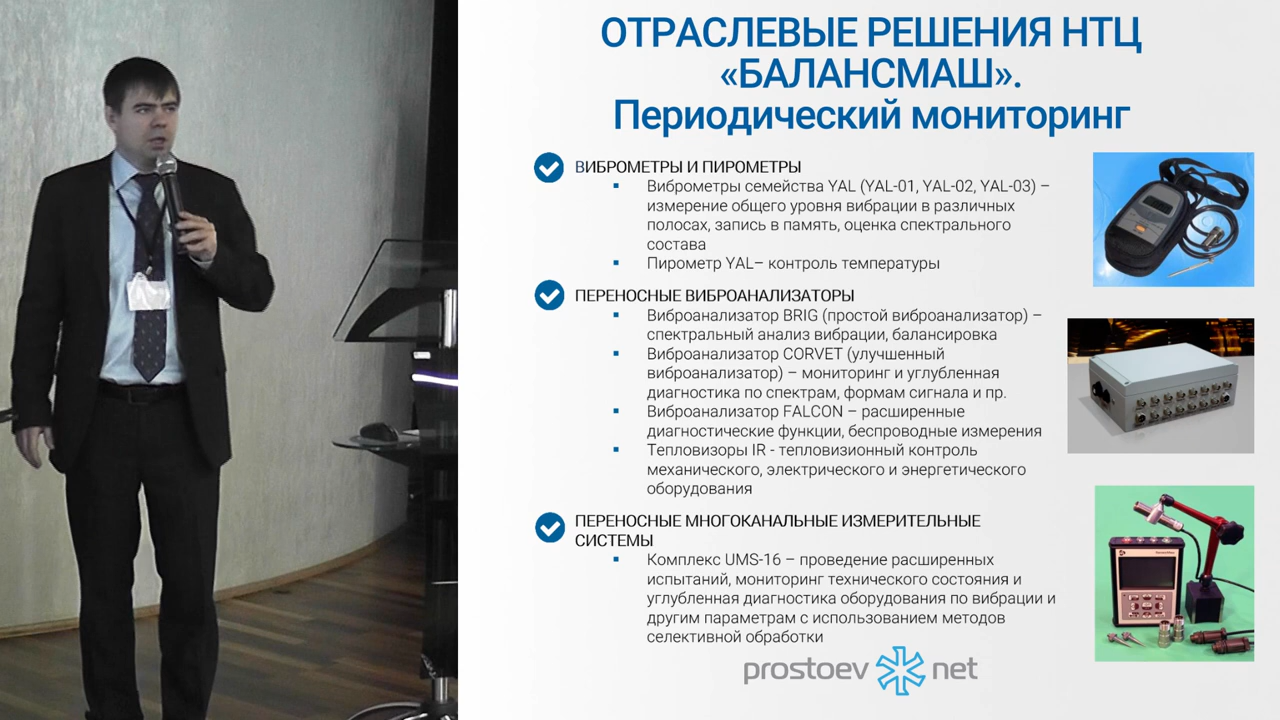 ОТРАСЛЕВЫЕ РЕШЕНИЯ НТЦ
«БАЛАНСМАШ».
Периодический мониторинг
ВИБРОМЕТРЫ И ПИРОМЕТРЫ
▪ Виброметры семейства YAL (YAL-01, YAL-02, YAL-03) –
измерение общего уровня вибрации в различных
полосах, запись в память, оценка спектрального
состава
▪ Пирометр YAL– контроль температуры
ПЕРЕНОСНЫЕ ВИБРОАНАЛИЗАТОРЫ
▪ Виброанализатор BRIG (простой виброанализатор) –
спектральный анализ вибрации, балансировка
▪ Виброанализатор CORVET (улучшенный
виброанализатор) – мониторинг и углубленная
диагностика по спектрам, формам сигнала и пр.
▪ Виброанализатор FALCON – расширенные
диагностические функции, беспроводные измерения
▪ Тепловизоры IR - тепловизионный контроль
механического, электрического и энергетического
оборудования
ПЕРЕНОСНЫЕ МНОГОКАНАЛЬНЫЕ ИЗМЕРИТЕЛЬНЫЕ
СИСТЕМЫ
▪ Комплекс UMS-16 – проведение расширенных
испытаний, мониторинг технического состояния и
углубленная диагностика оборудования по вибрации и
другим параметрам с использованием методов
селективной обработки
prostoev net